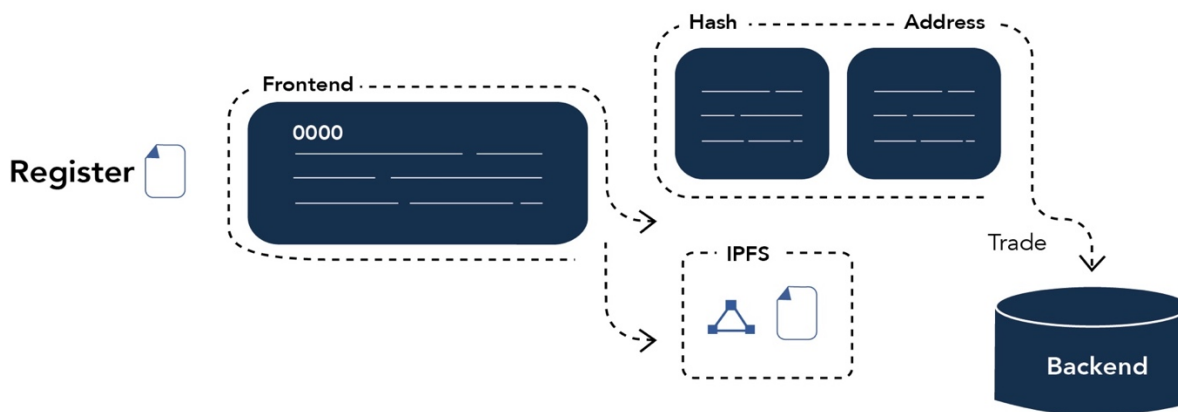 Register
Frontend
0000
Hash
Address
IPFS
Trade
Backend